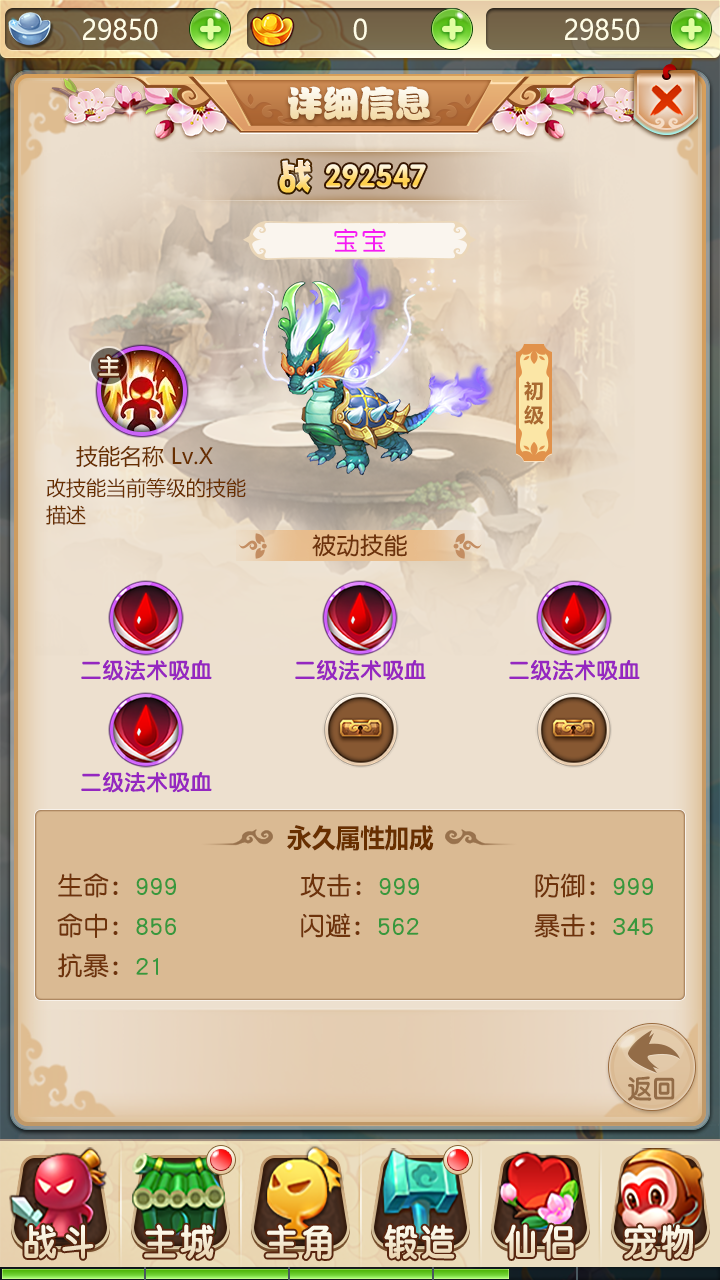 29850 0 29850
详细信息
战 292547
宝宝
主
初级
技能名称 Lv.X
改技能当前等级的技能
描述
被动技能
二级法术吸血 二级法术吸血 二级法术吸血
二级法术吸血
永久属性加成
生命：999 攻击：999 防御：999
命中：856 闪避：562 暴击：345
抗暴：21
返回
战斗 主城 主角 锻造 仙侣 宠物